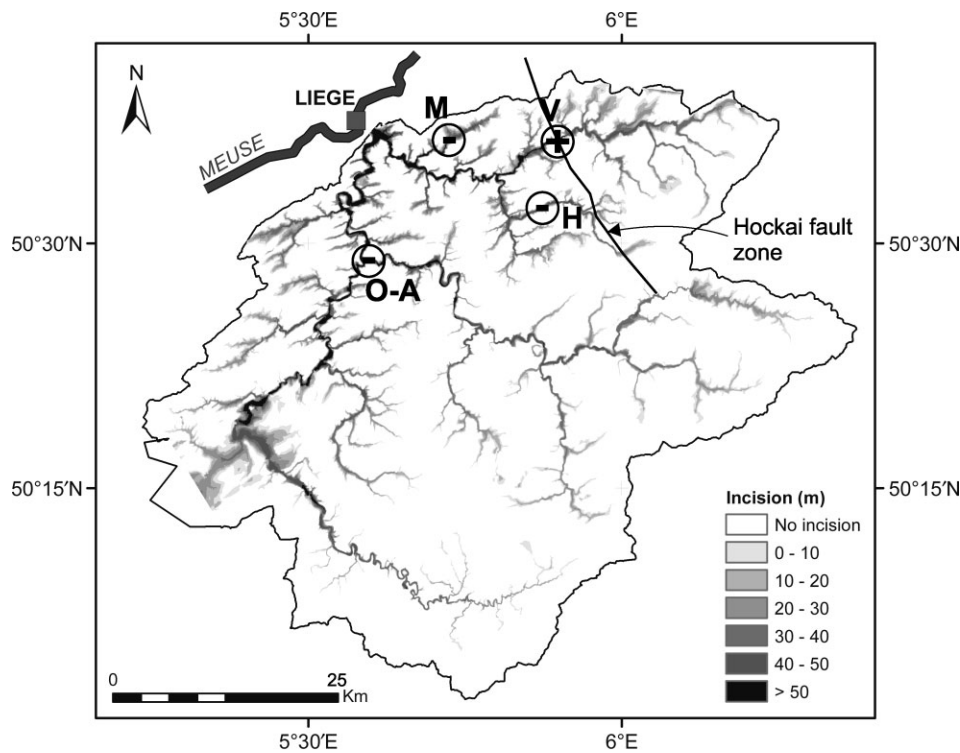 5°30'E
6°E
N
LIEGE
MEUSE
M
V
+
-
-
H
Hockai fault
zone
50°30'N
50°30'N
-
O-A
50°15'N
50°15'N
Incision (m)
No incision
0 - 10
10 - 20
20 - 30
30 - 40
40 - 50
> 50
0
25
Km
5°30'E
6°E